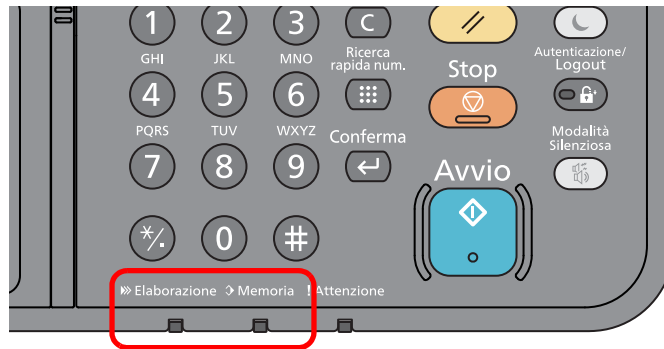 1 2 3 C
GHI JKL MNO Ricerca rapida num. Stop Autenticazione/
Logout
4 5 6
PQRS TUV WXYZ Conferma Modalità
Silenziosa
7 8 9 Avvio
*/. 0 #
Elaborazione Memoria ! Attenzione